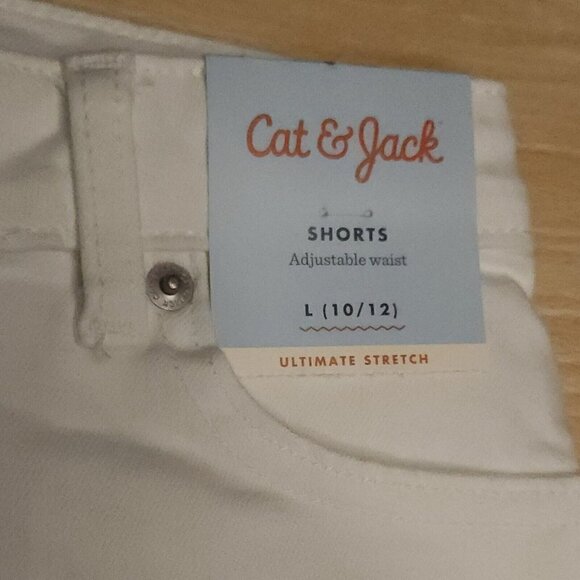 Cat & Jack
SHORTS
Adjustable waist
L (10/12)
ULTIMATE STRETCH